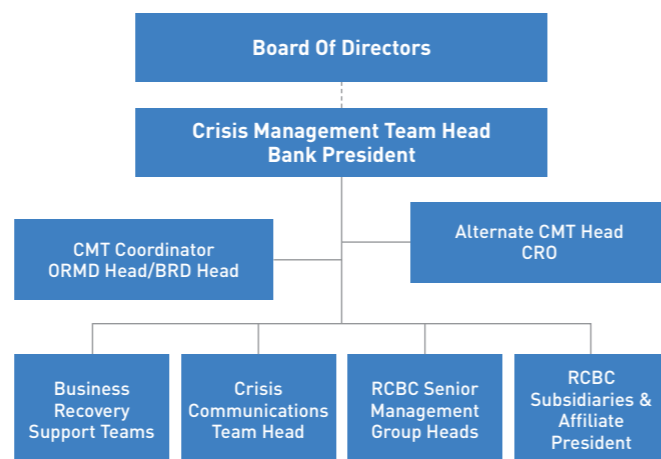 Board Of Directors
Crisis Management Team Head
Bank President
CMT Coordinator
ORMD Head/BRD Head
Alternate CMT Head
CRO
Business
Recovery
Support Teams
Crisis
Communications
Team Head
RCBC Senior
Management
Group Heads
RCBC
Subsidiaries &
Affiliate
President